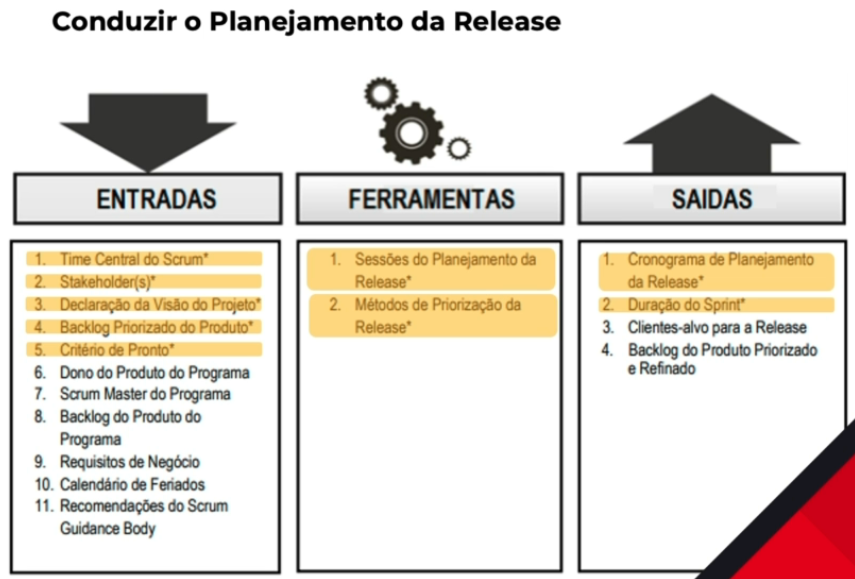 Conduzir o Planejamento da Release
ENTRADAS
1. Time Central do Scrum*
2. Stakeholder(s)*
3. Declaração da Visão do Projeto*
4. Backlog Priorizado do Produto*
5. Critério de Pronto*
6. Dono do Produto do Programa
7. Scrum Master do Programa
8. Backlog do Produto do
Programa
9. Requisitos de Negócio
10. Calendário de Feriados
11. Recomendações do Scrum
Guidance Body
FERRAMENTAS
1. Sessões do Planejamento da
Release*
2. Métodos de Priorização da
Release*
SAIDAS
1. Cronograma de Planejamento
da Release*
2. Duração do Sprint*
3. Clientes-alvo para a Release
4. Backlog do Produto Priorizado
e Refinado